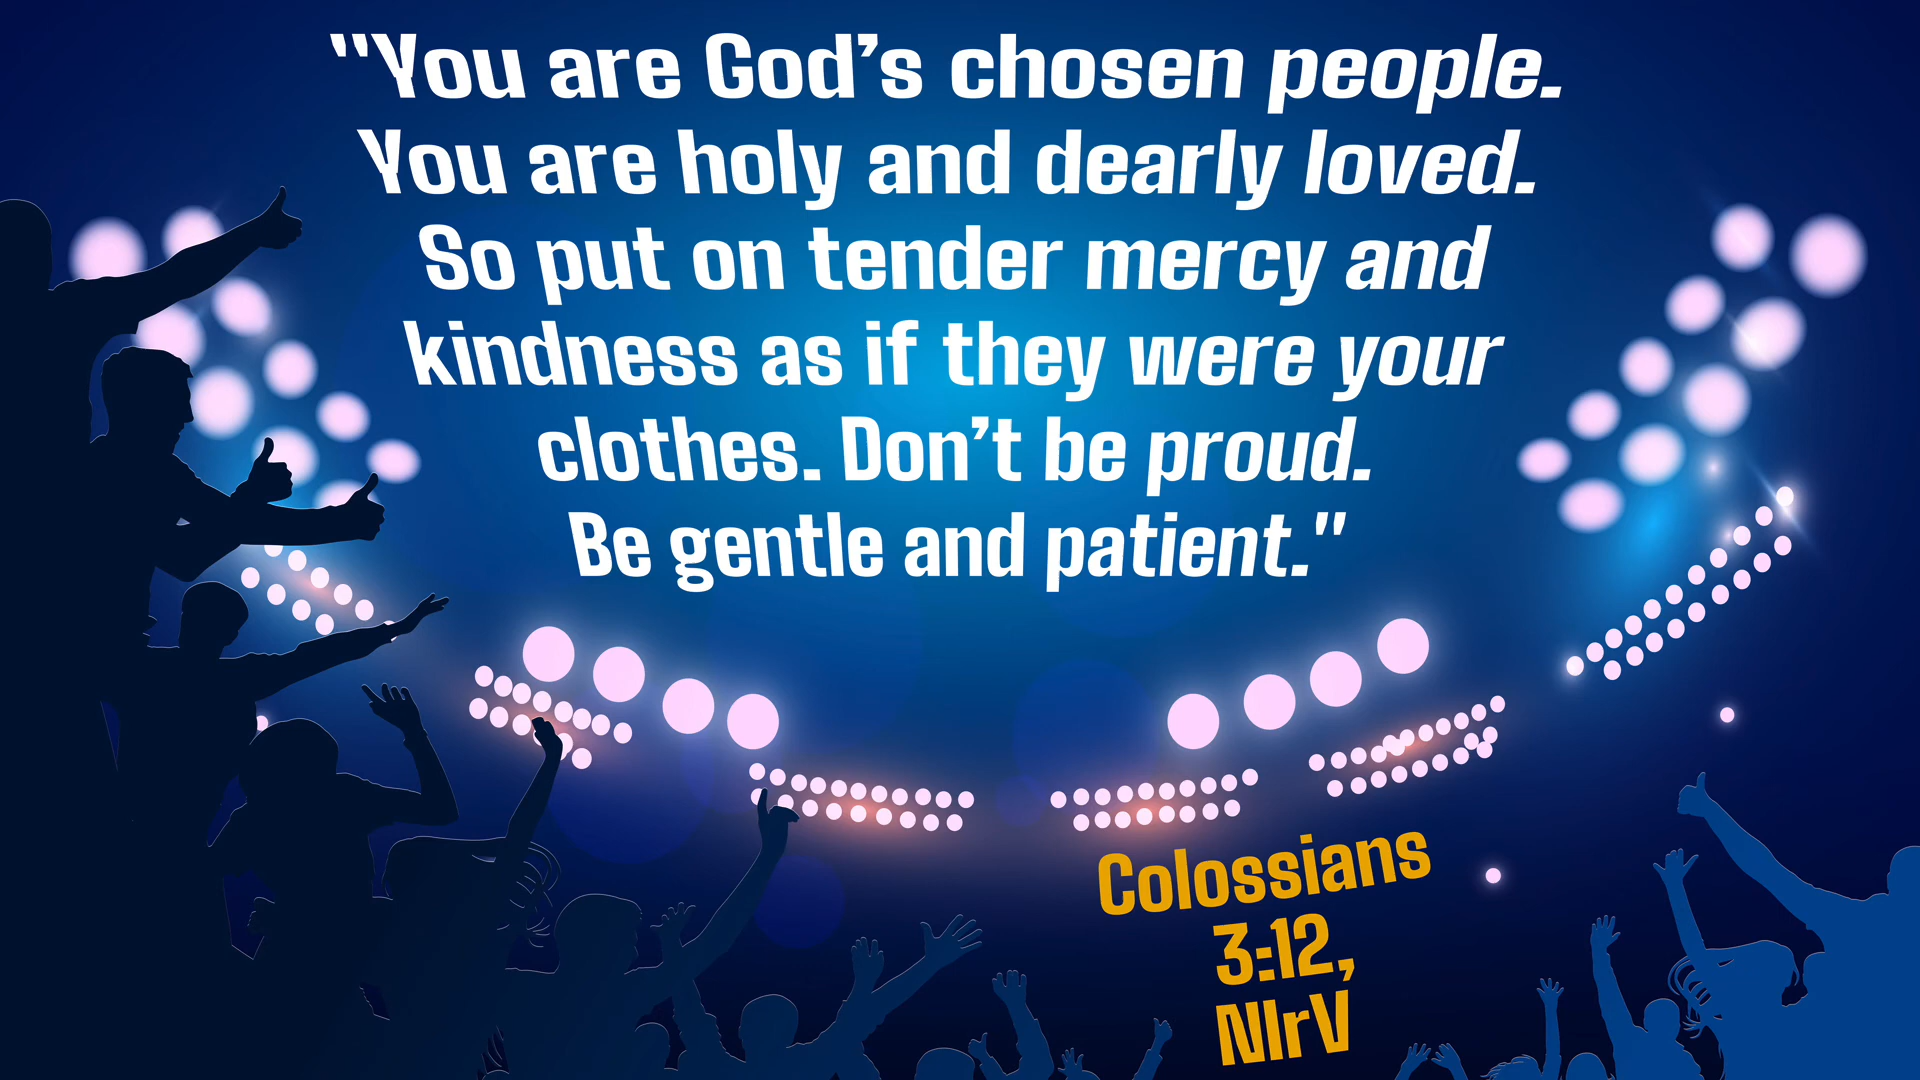 "You are God’s chosen people.
You are holy and dearly loved.
So put on tender mercy and
kindness as if they were your
clothes. Don’t be proud.
Be gentle and patient."
Colossians
3:12,
NIrV